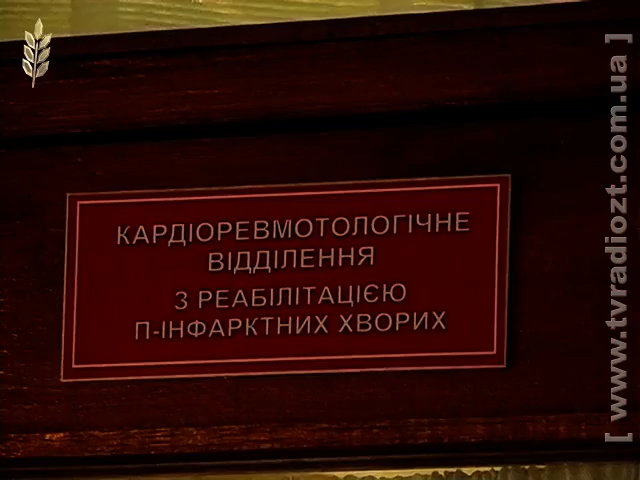 КАРДІОРЕВМОТОЛОГІЧНЕ
ВІДДІЛЕННЯ
З РЕАБІЛІТАЦІЄЮ
П-ІНФАРКТНИХ ХВОРИХ
[ www.tvradiozt.com.ua ]